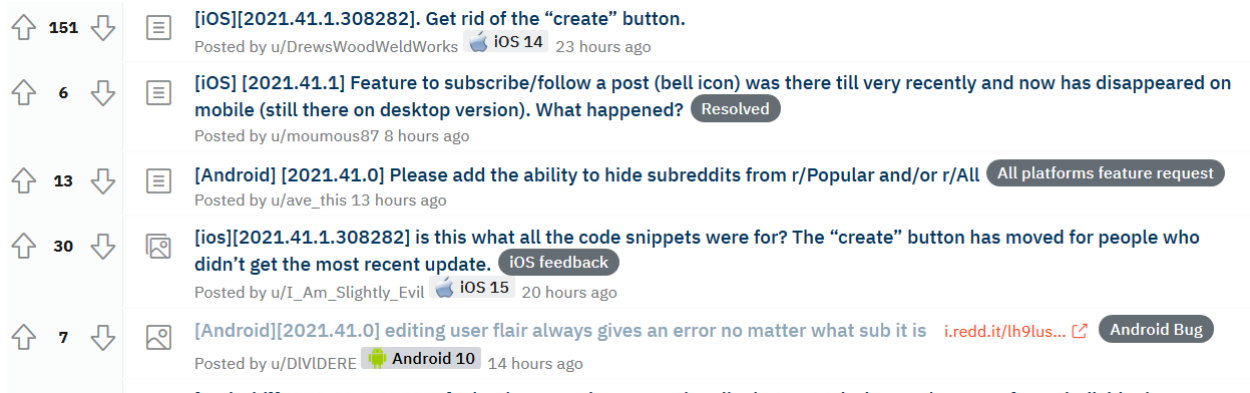 151
[iOS][2021.41.1.308282]. Get rid of the “create” button.
Posted by u/DrewsWoodWeldWorks iOS 14 23 hours ago
6
[iOS] [2021.41.1] Feature to subscribe/follow a post (bell icon) was there till very recently and now has disappeared on
mobile (still there on desktop version). What happened? Resolved
Posted by u/moumous87 8 hours ago
13
[Android] [2021.41.0] Please add the ability to hide subreddits from r/Popular and/or r/All All platforms feature request
Posted by u/ave_this 13 hours ago
30
[ios][2021.41.1.308282] is this what all the code snippets were for? The “create” button has moved for people who
didn’t get the most recent update. iOS feedback
Posted by u/I_Am_Slightly_Evil iOS 15 20 hours ago
7
[Android][2021.41.0] editing user flair always gives an error no matter what sub it is i.redd.it/lh9lus... Android Bug
Posted by u/DlVlDERE Android 10 14 hours ago